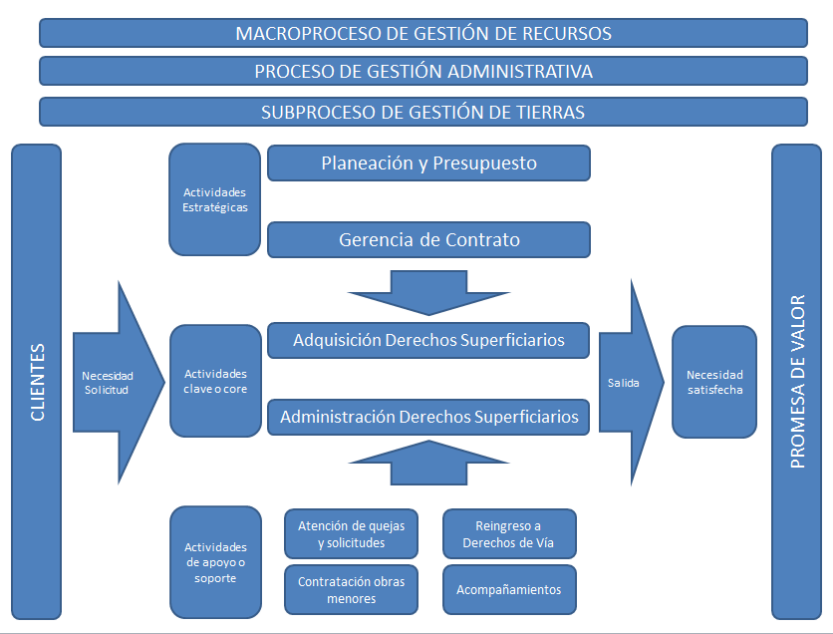 MACROPROCESO DE GESTIÓN DE RECURSOS
PROCESO DE GESTIÓN ADMINISTRATIVA
SUBPROCESO DE GESTIÓN DE TIERRAS
CLIENTES
Necesidad
Solicitud
Actividades
Estratégicas
Planeación y Presupuesto
Gerencia de Contrato
Actividades
clave o core
Adquisición Derechos Superficiarios
Administración Derechos Superficiarios
Actividades
de apoyo o
soporte
Atención de quejas
y solicitudes
Reingreso a
Derechos de Vía
Contratación obras
menores
Acompañamientos
Salida
Necesidad
satisfecha
PROMESA DE VALOR